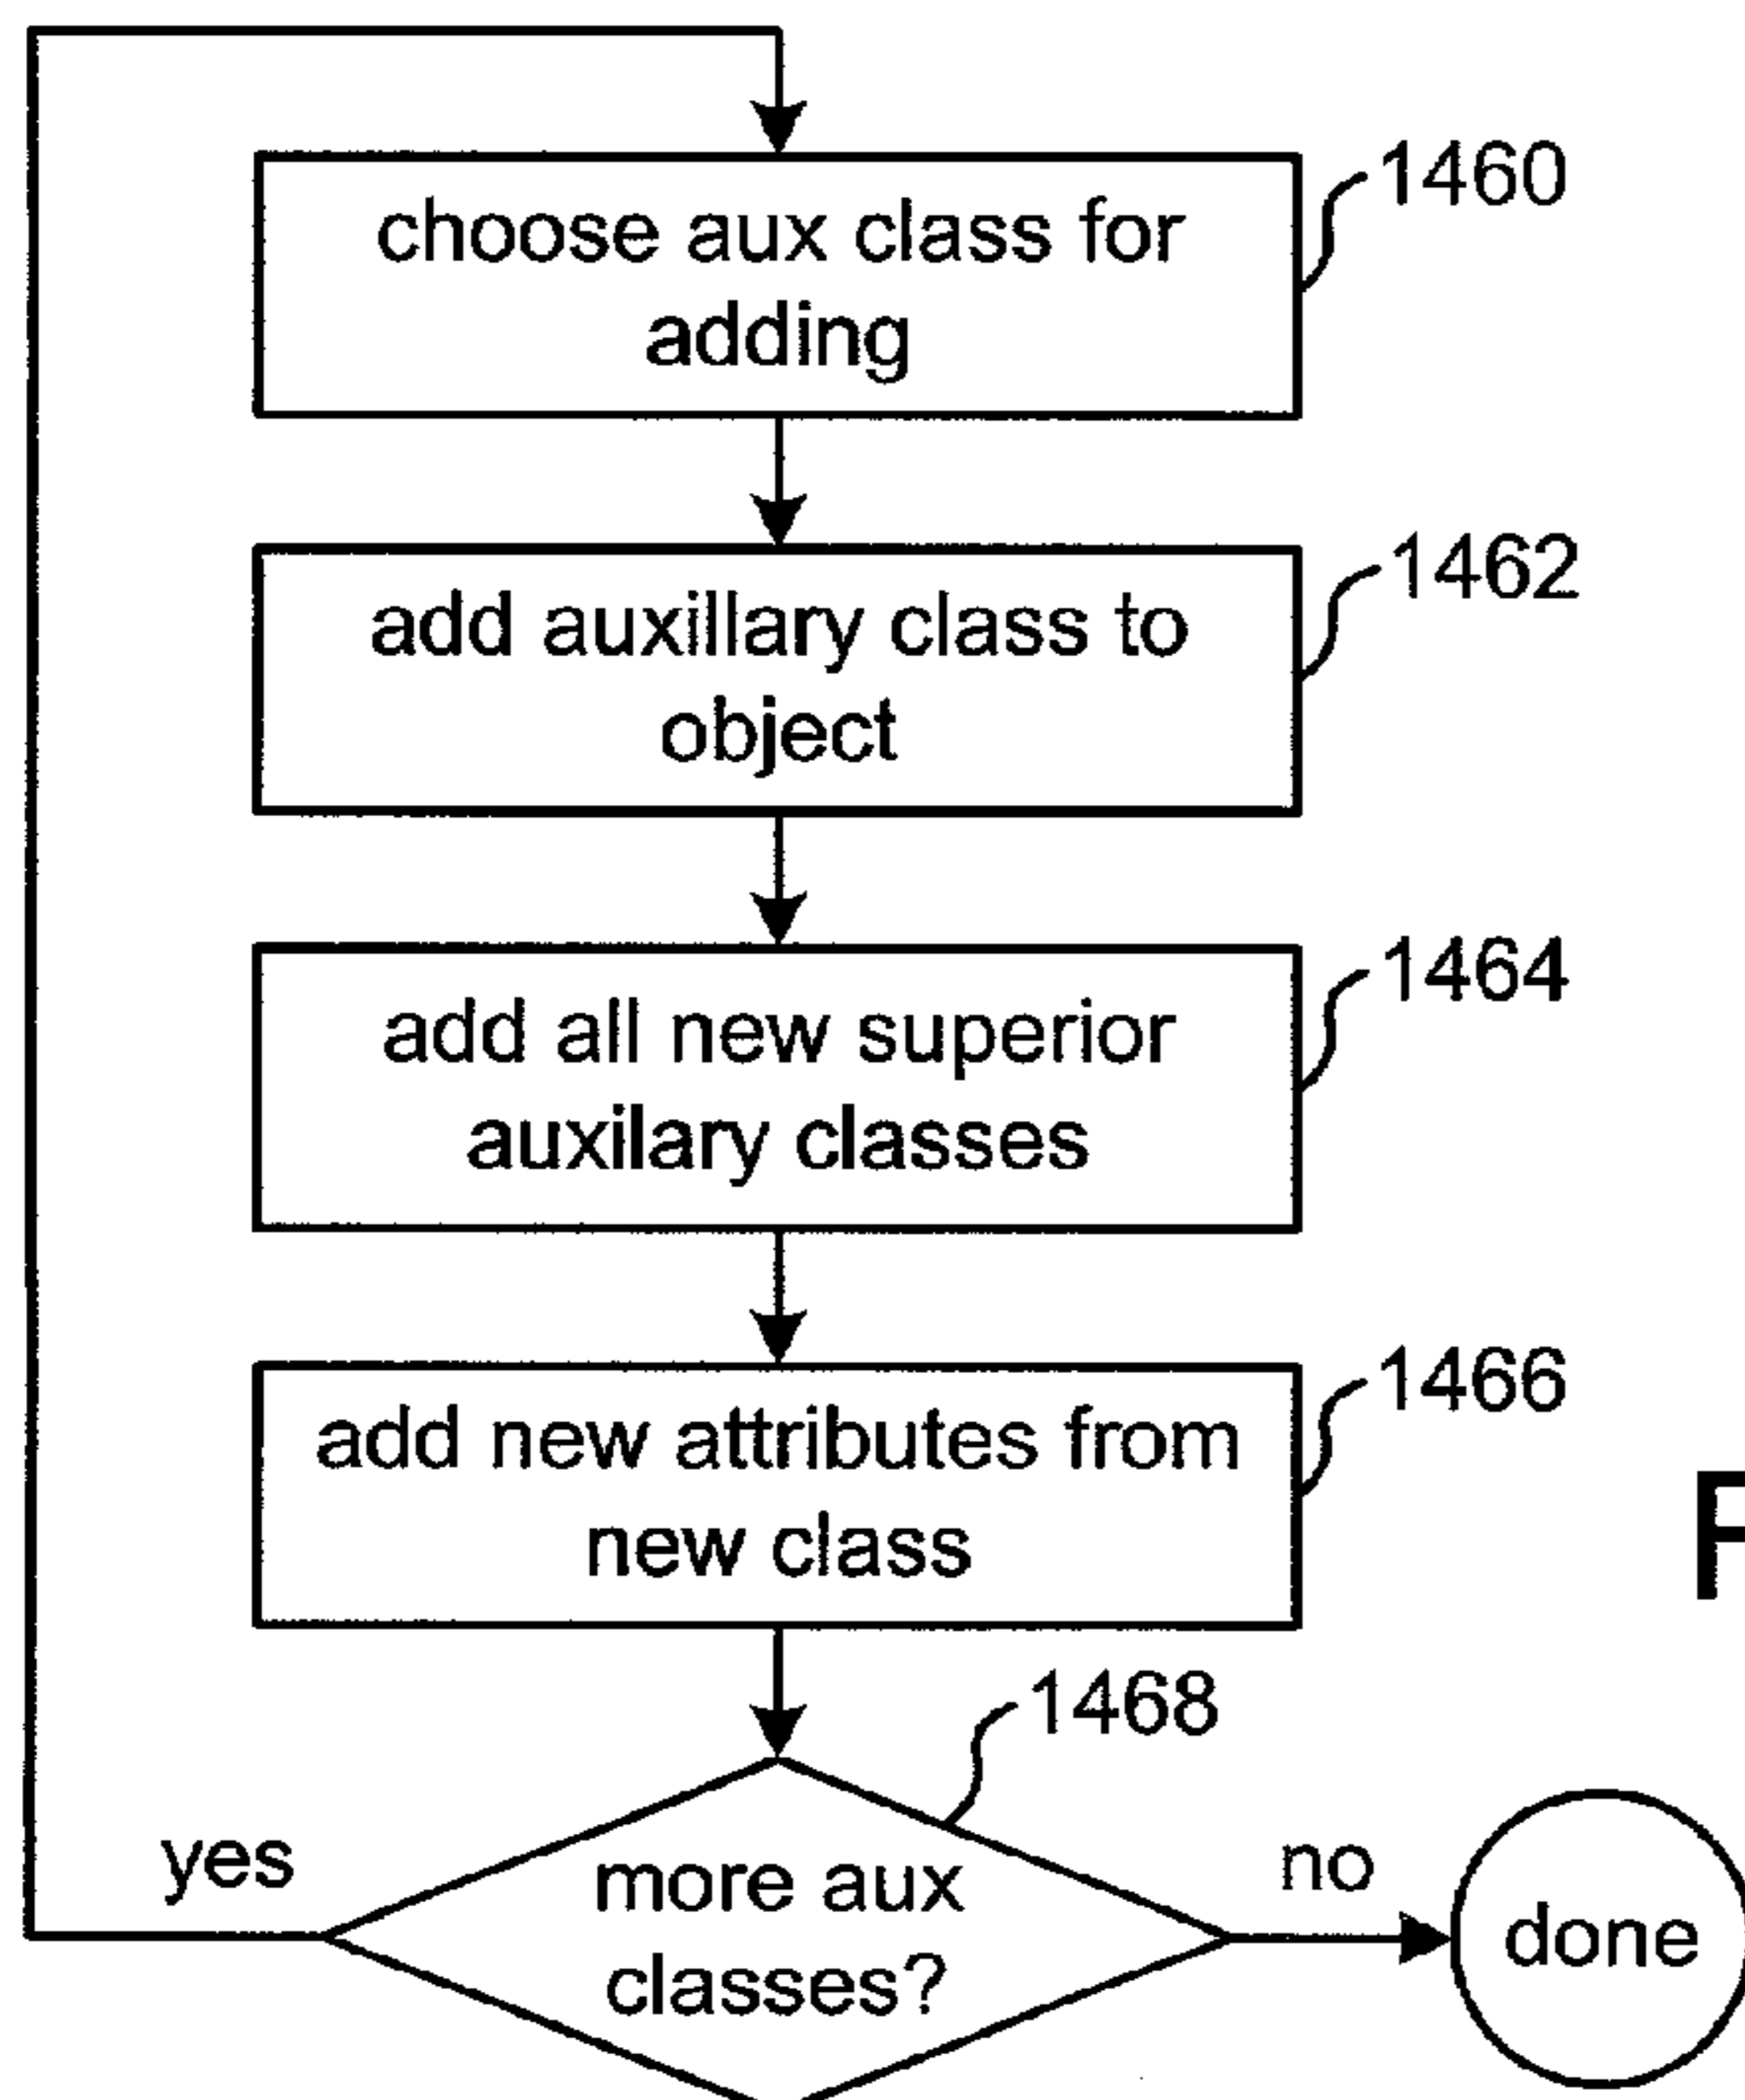 1460
choose aux class for
adding
1462
add auxillary class to
object
1464
add all new superior
auxilary classes
1466
add new attributes from
new class
1468
yes
more aux
classes?
no
done